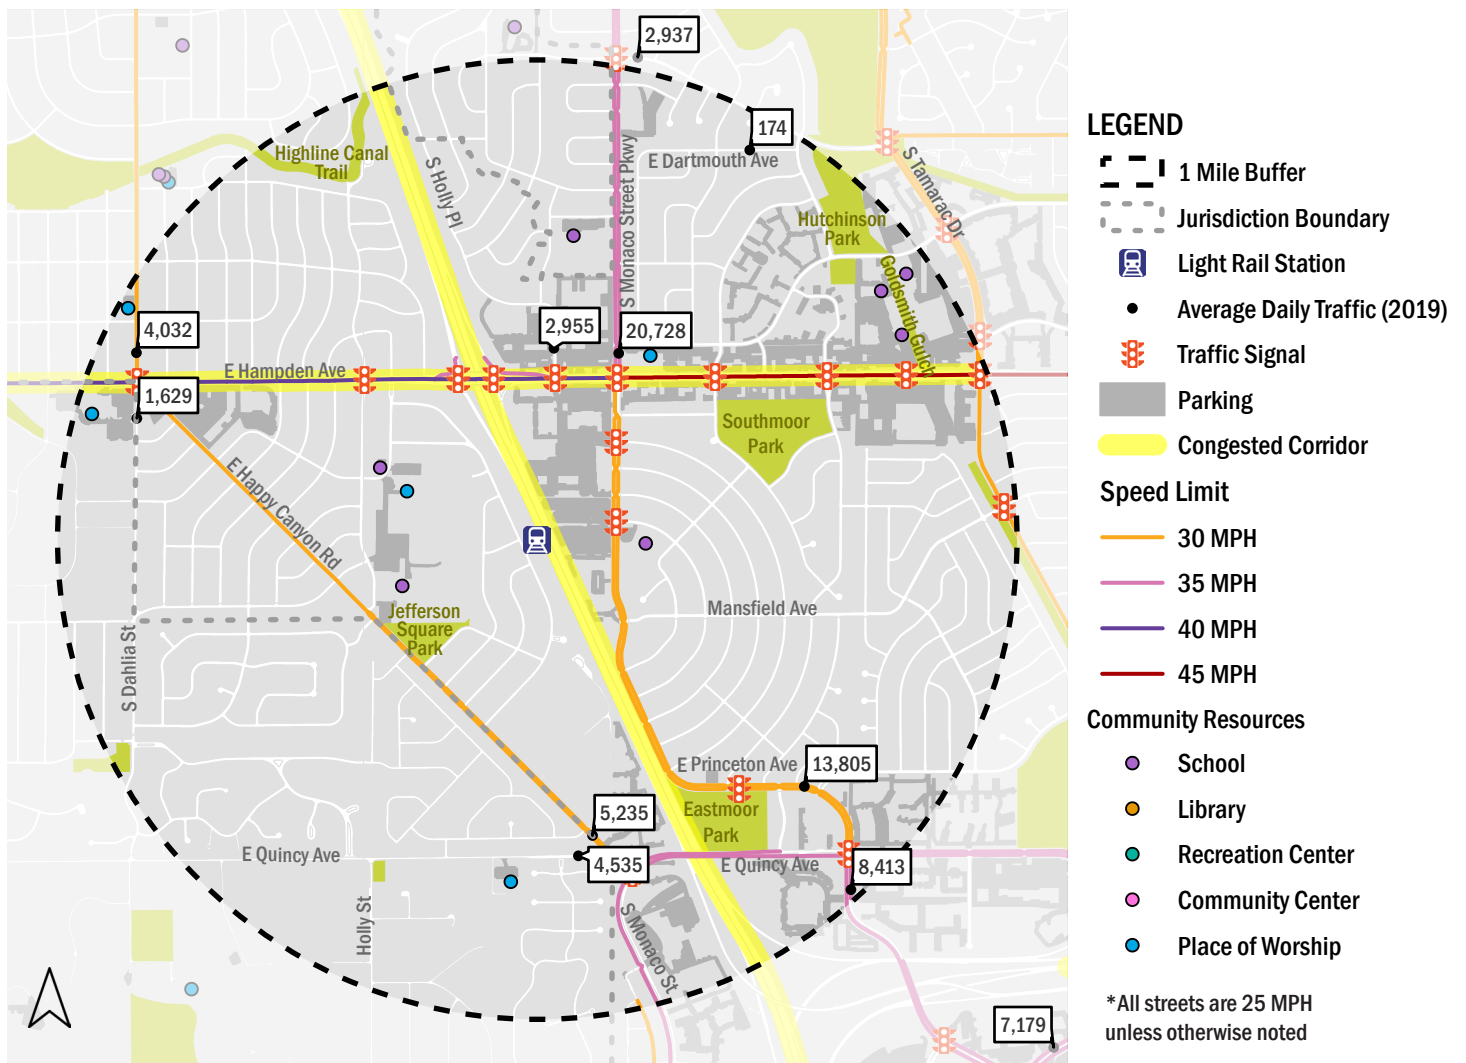 2,937
174
E Dartmouth Ave
Highline Canal
Trail
S Holly Pl
S Monaco Street Pkwy
S Tamarac Dr
Hutchinson
Park
Goldsmith Gulch
4,032
2,955
20,728
E Hampden Ave
1,629
Southmoor
Park
E Happy Canyon Rd
Jefferson
Square
Park
Mansfield Ave
S Dahlia St
E Princeton Ave
13,805
5,235
Eastmoor
Park
E Quincy Ave
4,535
E Quincy Ave
8,413
Holly St
S Monaco St
7,179
LEGEND
1 Mile Buffer
Jurisdiction Boundary
Light Rail Station
Average Daily Traffic (2019)
Traffic Signal
Parking
Congested Corridor
Speed Limit
30 MPH
35 MPH
40 MPH
45 MPH
Community Resources
School
Library
Recreation Center
Community Center
Place of Worship
*All streets are 25 MPH
unless otherwise noted